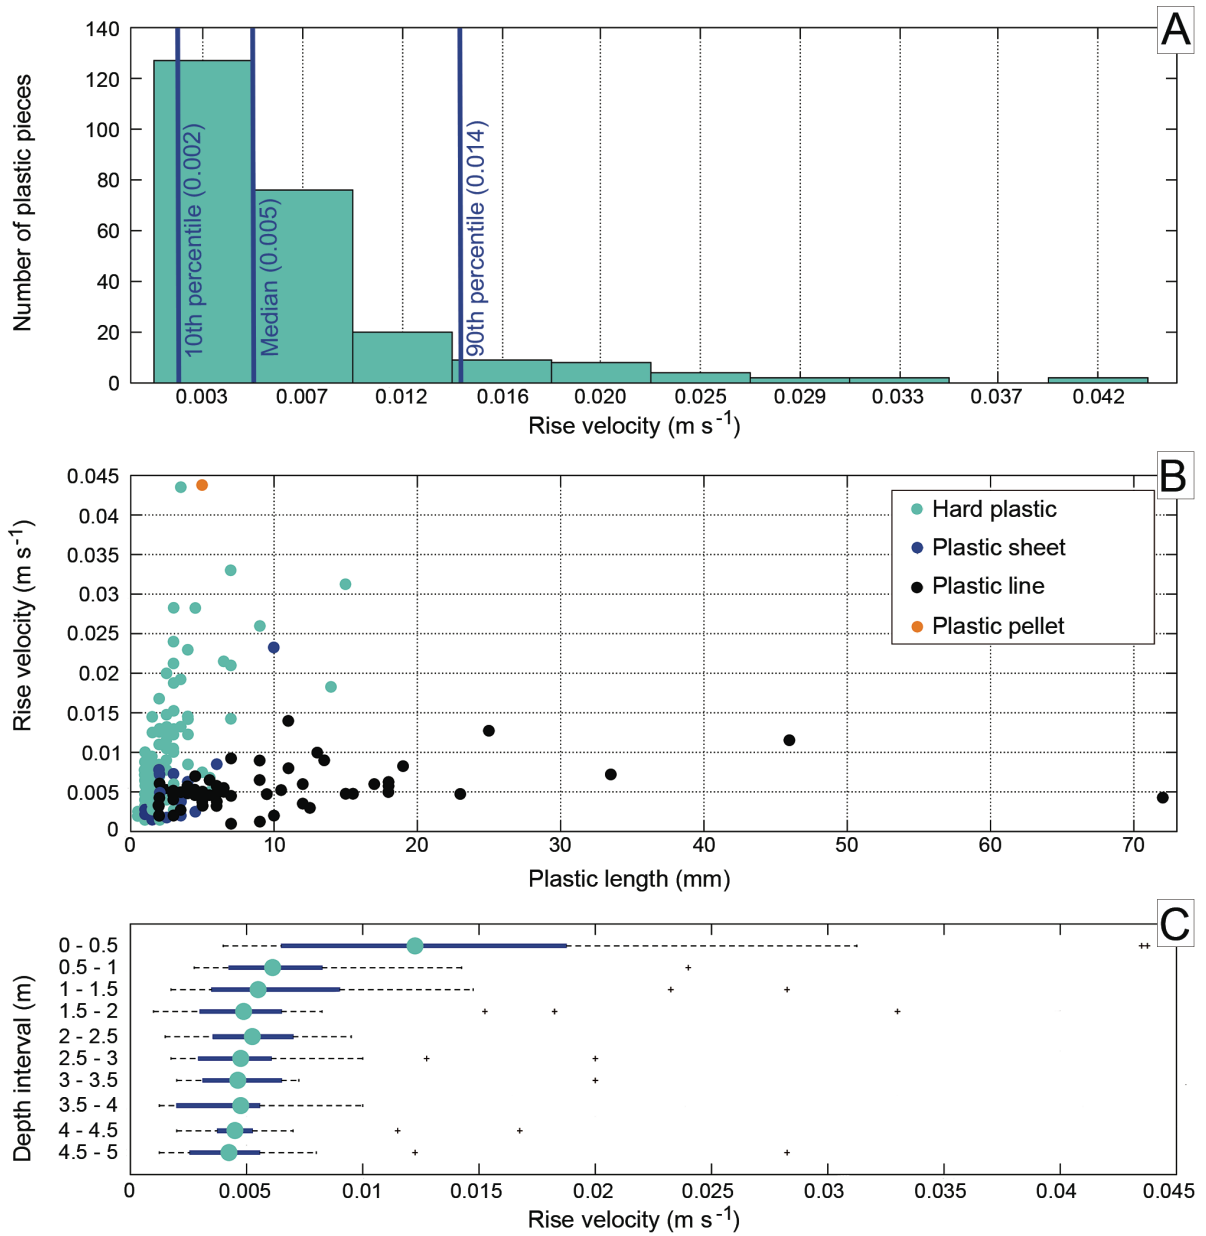 A
140
120
100
80
60
40
20
0
Number of plastic pieces
10th percentile (0.002)
Median (0.005)
90th percentile (0.014)
0.003 0.007 0.012 0.016 0.020 0.025 0.029 0.033 0.037 0.042
Rise velocity (m s-1)
B
0.045
0.04
0.035
0.03
0.025
0.02
0.015
0.01
0.005
0
Rise velocity (m s-1)
Hard plastic
Plastic sheet
Plastic line
Plastic pellet
0 10 20 30 40 50 60 70
Plastic length (mm)
C
Depth interval (m)
0 - 0.5
0.5 - 1
1 - 1.5
1.5 - 2
2 - 2.5
2.5 - 3
3 - 3.5
3.5 - 4
4 - 4.5
4.5 - 5
0 0.005 0.01 0.015 0.02 0.025 0.03 0.035 0.04 0.045
Rise velocity (m s-1)